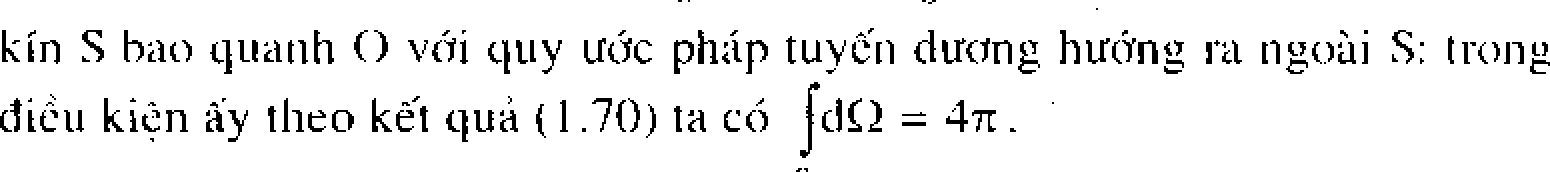 kín S bao quanh O với quy ước pháp tuyến dương hướng ra ngoài S: trong
điều kiện ấy theo kết quả (1.70) ta có ∫dΩ = 4π.